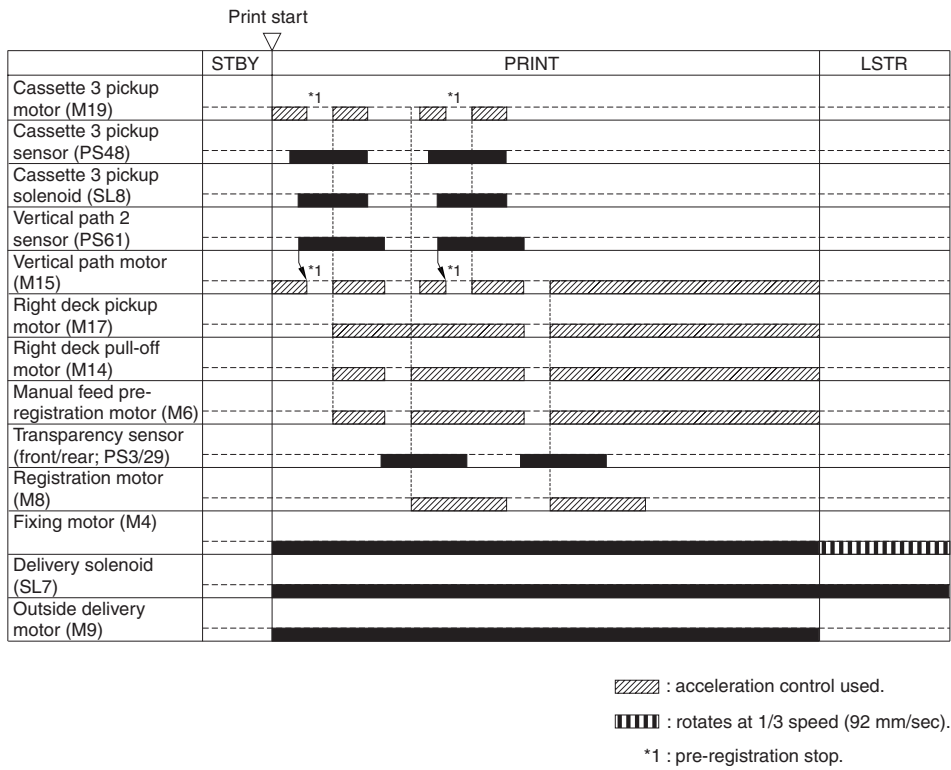 Print start
STBY
PRINT
LSTR
Cassette 3 pickup
motor (M19)
*1
*1
Cassette 3 pickup
sensor (PS48)
Cassette 3 pickup
solenoid (SL8)
Vertical path 2
sensor (PS61)
Vertical path motor
(M15)
*1
*1
Right deck pickup
motor (M17)
Right deck pull-off
motor (M14)
Manual feed pre-
registration motor (M6)
Transparency sensor
(front/rear; PS3/29)
Registration motor
(M8)
Fixing motor (M4)
Delivery solenoid
(SL7)
Outside delivery
motor (M9)
: acceleration control used.
: rotates at 1/3 speed (92 mm/sec).
*1 : pre-registration stop.